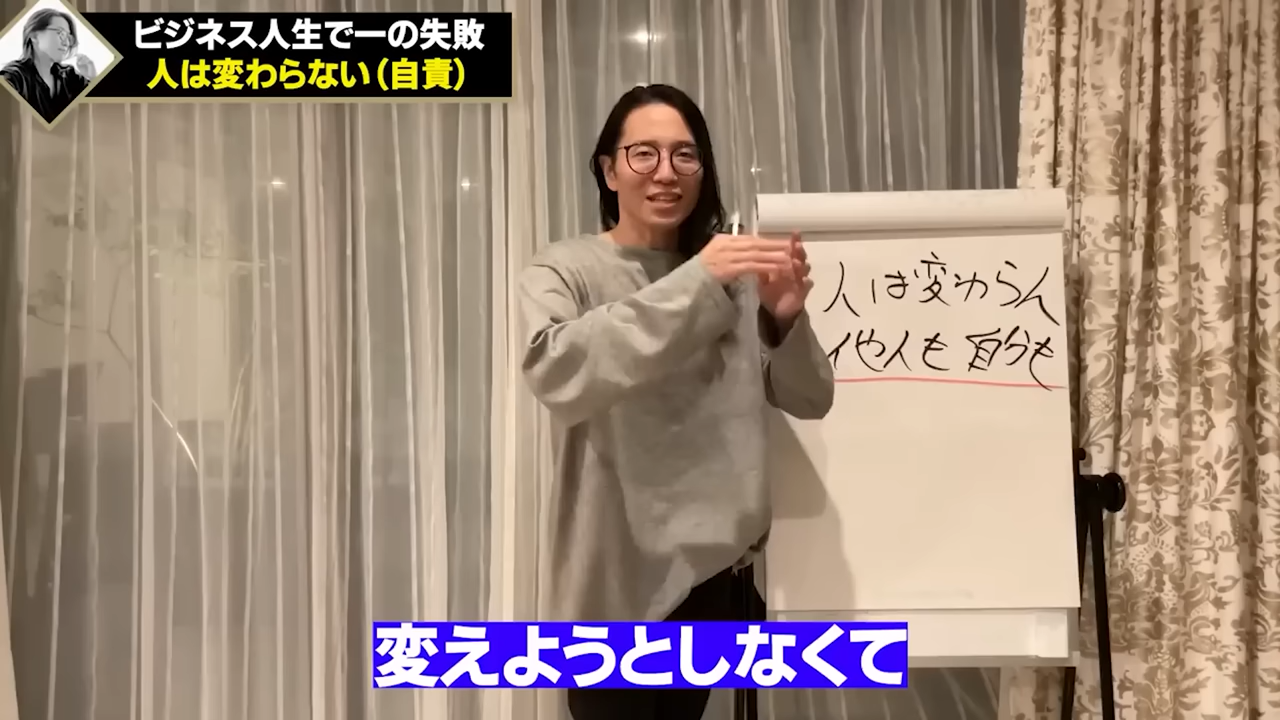 ビジネス人生で一の失敗
人は変わらない（自責）
人は変わらん
他人も 自分も
変えようとしなくて